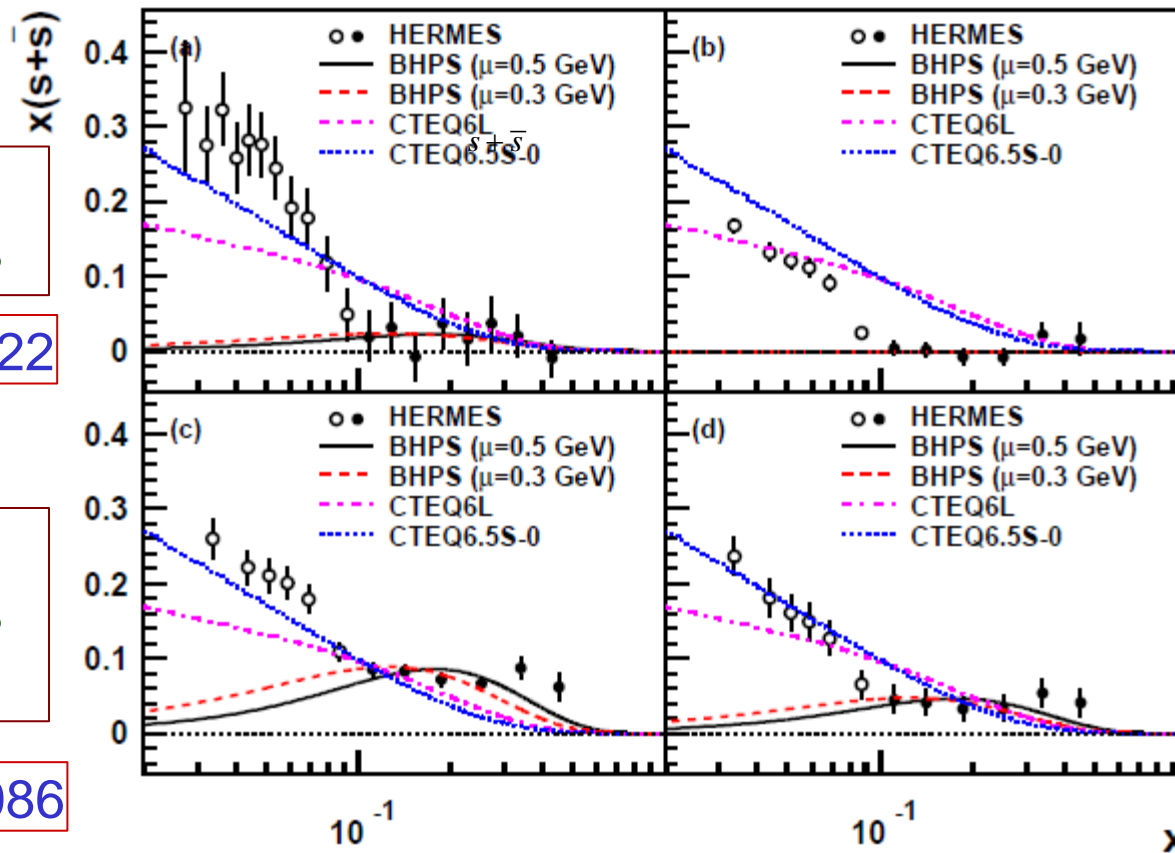 x(s+s̄)
(a)
HERMES
BHPS (μ=0.5 GeV)
BHPS (μ=0.3 GeV)
CTEQ6L
s + s̄
CTEQ6.5S-0
(b)
HERMES
BHPS (μ=0.5 GeV)
BHPS (μ=0.3 GeV)
CTEQ6L
CTEQ6.5S-0
0.4
0.3
0.2
0.1
0
22
(c)
HERMES
BHPS (μ=0.5 GeV)
BHPS (μ=0.3 GeV)
CTEQ6L
CTEQ6.5S-0
(d)
HERMES
BHPS (μ=0.5 GeV)
BHPS (μ=0.3 GeV)
CTEQ6L
CTEQ6.5S-0
0.4
0.3
0.2
0.1
0
086
10⁻¹
10⁻¹
x